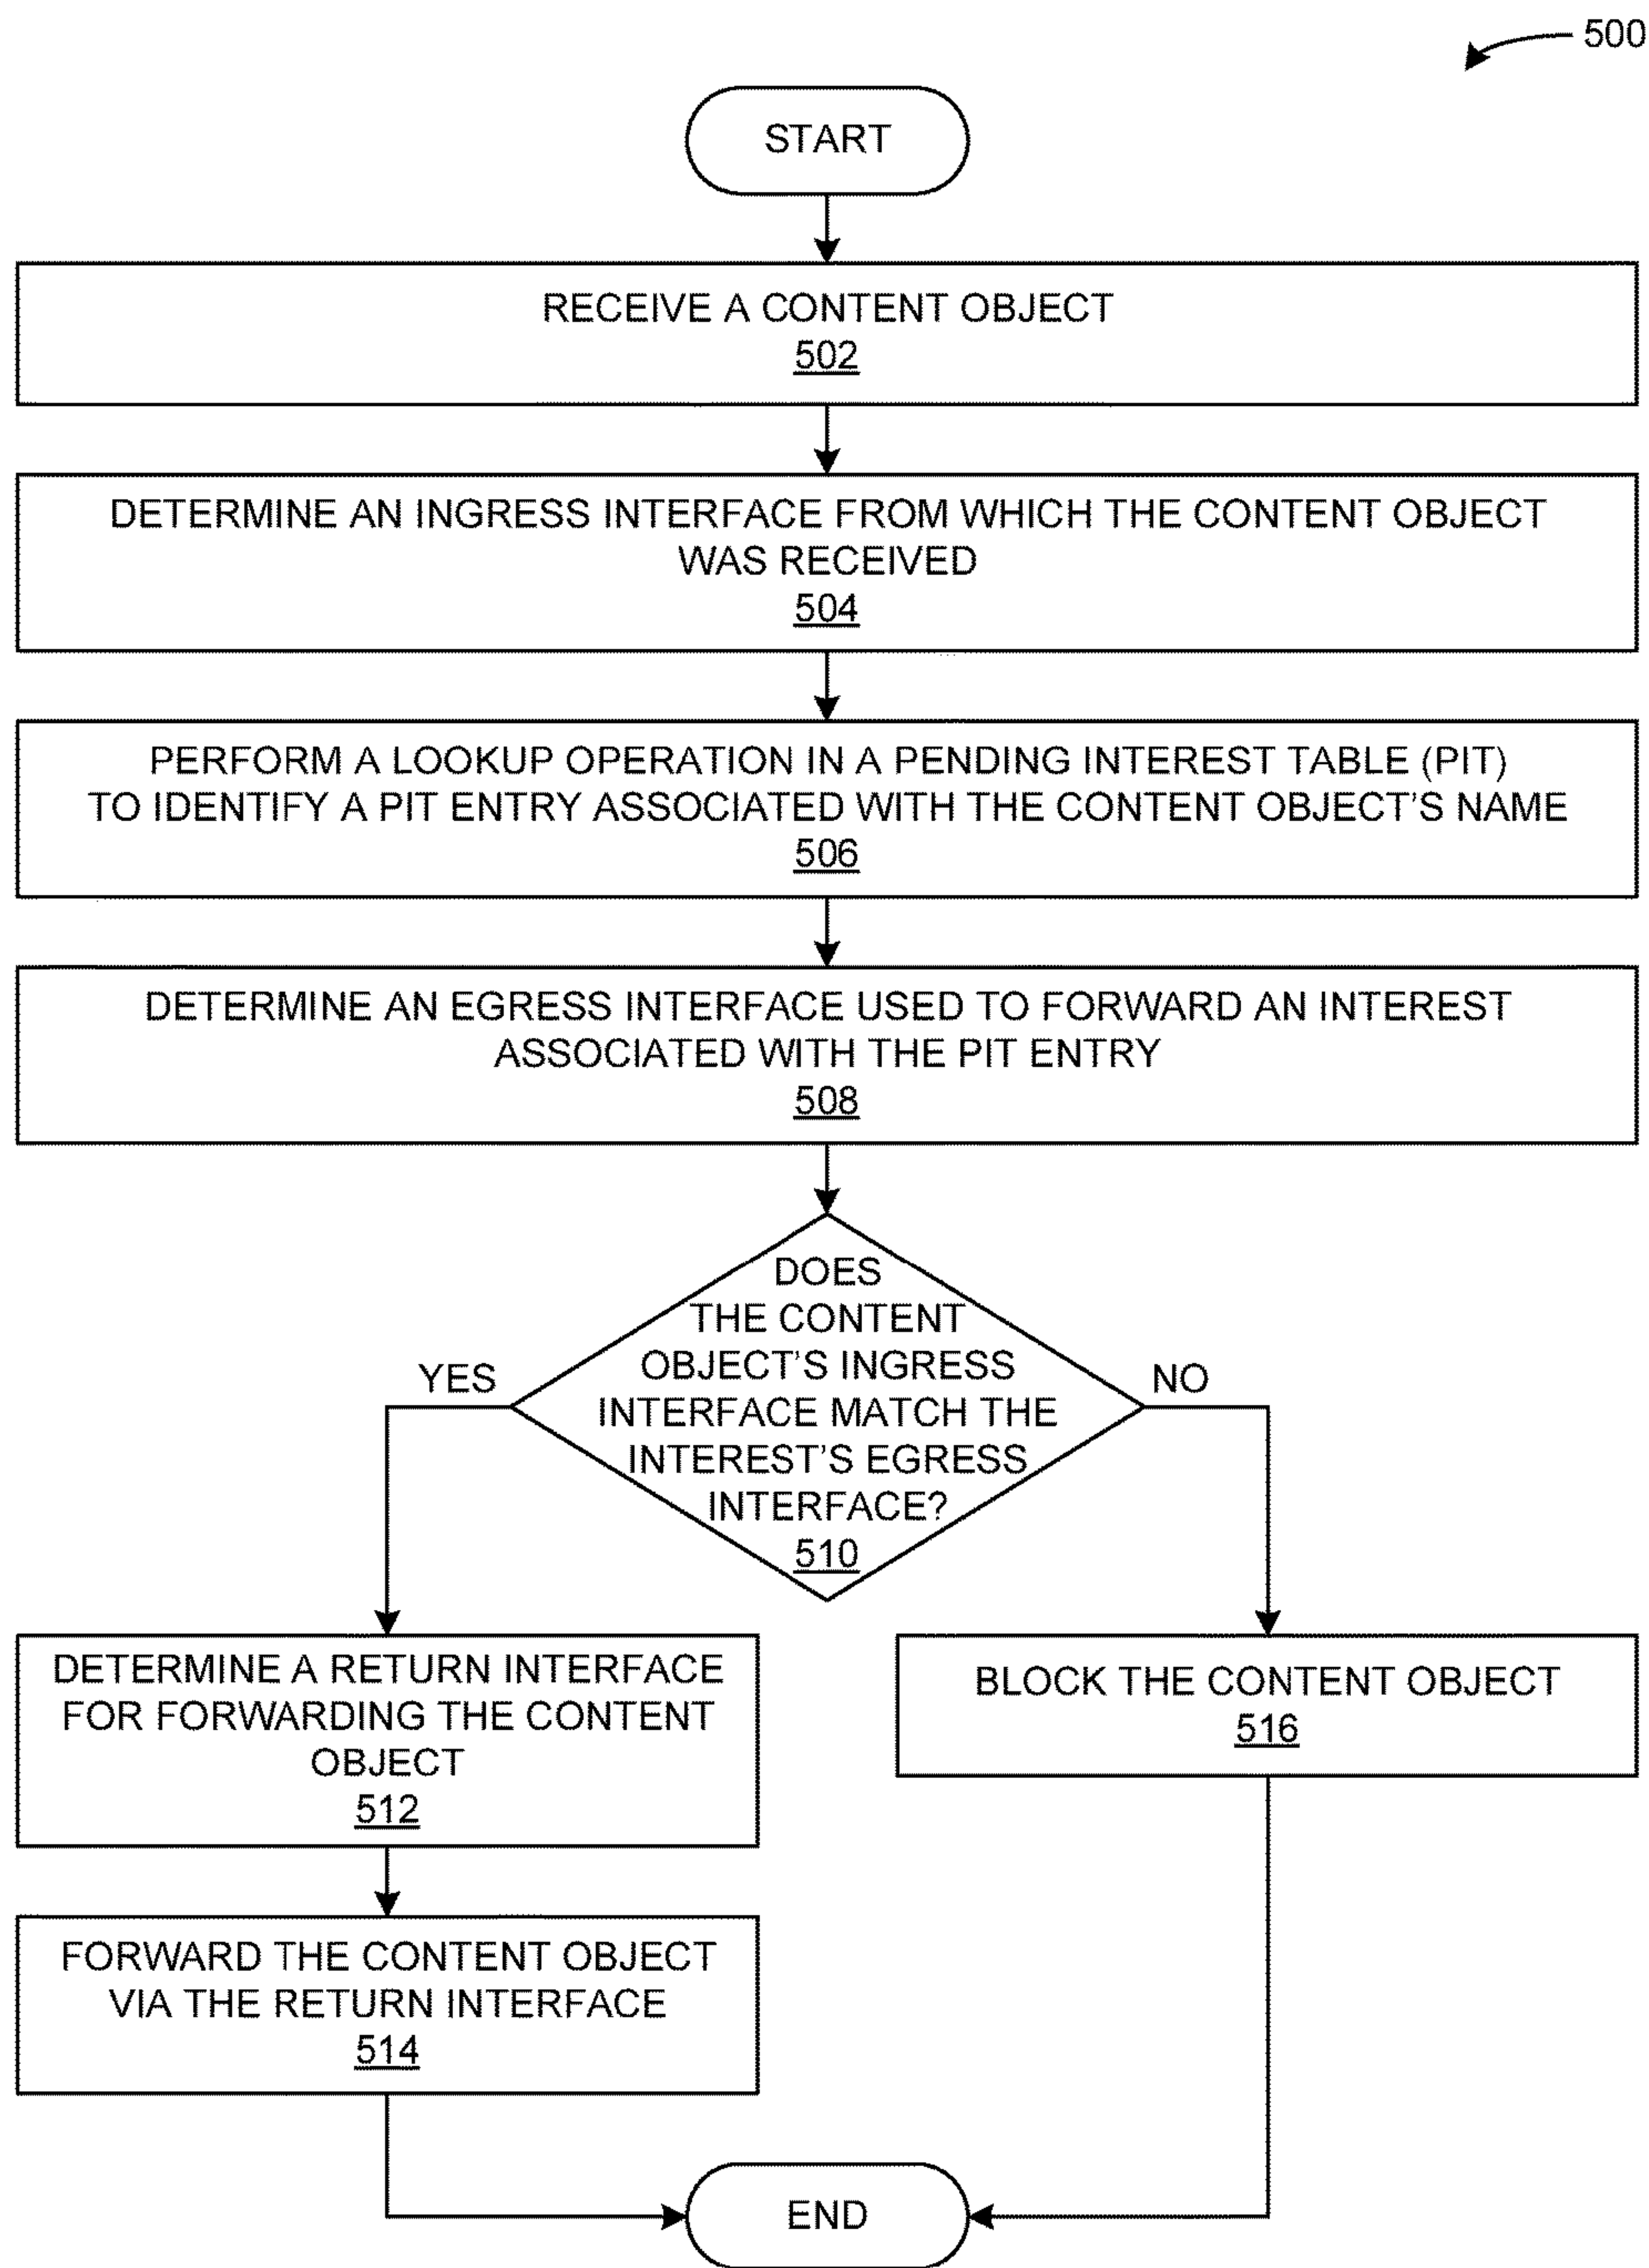 500
START
RECEIVE A CONTENT OBJECT
502
DETERMINE AN INGRESS INTERFACE FROM WHICH THE CONTENT OBJECT
WAS RECEIVED
504
PERFORM A LOOKUP OPERATION IN A PENDING INTEREST TABLE (PIT)
TO IDENTIFY A PIT ENTRY ASSOCIATED WITH THE CONTENT OBJECT'S NAME
506
DETERMINE AN EGRESS INTERFACE USED TO FORWARD AN INTEREST
ASSOCIATED WITH THE PIT ENTRY
508
DOES
THE CONTENT
OBJECT'S INGRESS
INTERFACE MATCH THE
INTEREST'S EGRESS
INTERFACE?
510
YES
NO
DETERMINE A RETURN INTERFACE
FOR FORWARDING THE CONTENT
OBJECT
512
BLOCK THE CONTENT OBJECT
516
FORWARD THE CONTENT OBJECT
VIA THE RETURN INTERFACE
514
END